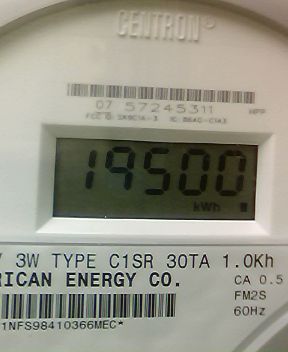 CENTRON®
07 57245311
HPP
19500
kWh
3W TYPE C1SR 30TA 1.0Kh
RICAN ENERGY CO.
CA 0.5
FM2S
60Hz
1NFS98410366MEC*